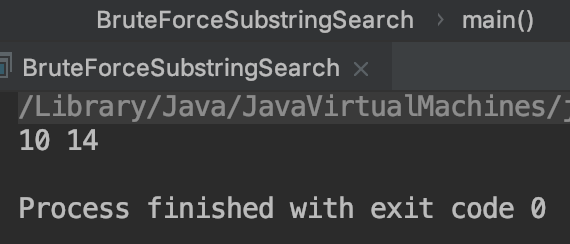 BruteForceSubstringSearch › main()
BruteForceSubstringSearch ×
/Library/Java/JavaVirtualMachines/j
10 14
Process finished with exit code 0